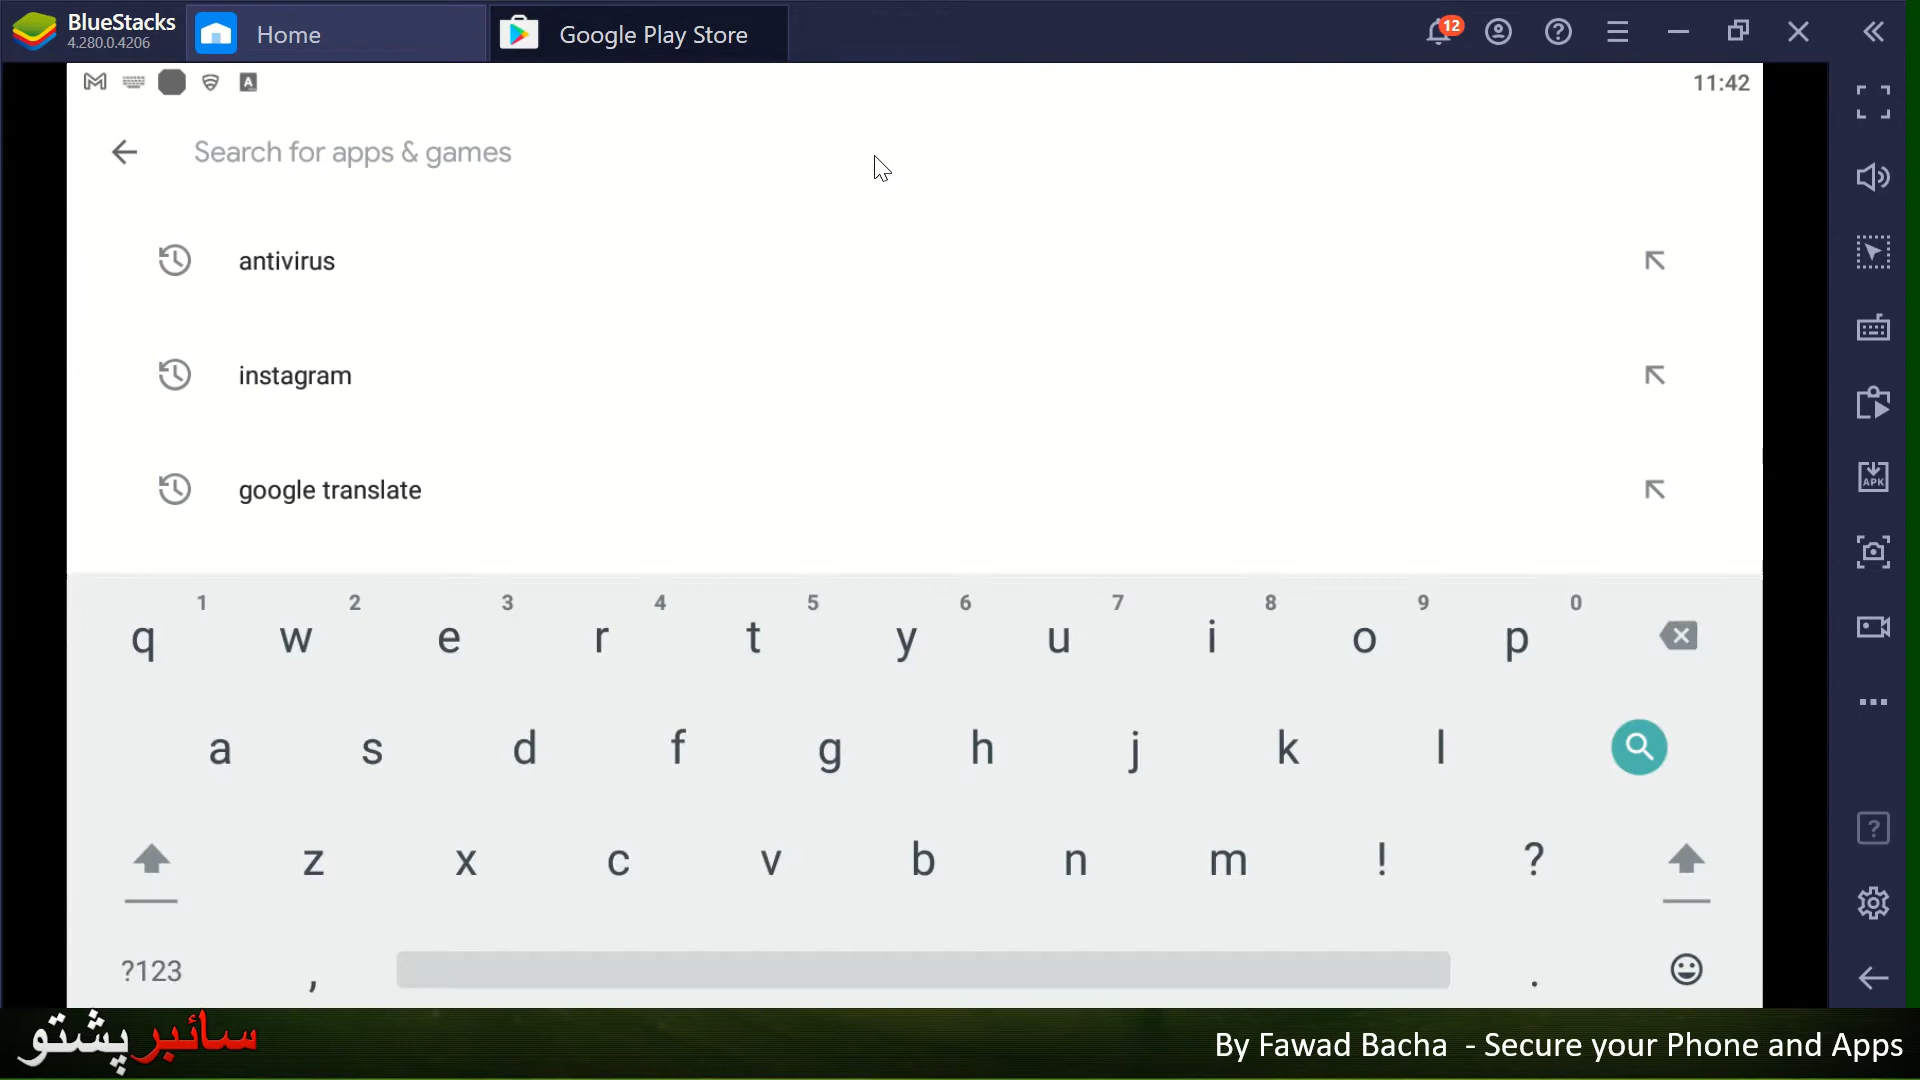 BlueStacks
4.280.0.4206
Home
Google Play Store
12
11:42
Search for apps & games
antivirus
instagram
google translate
1 2 3 4 5 6 7 8 9 0
q w e r t y u i o p
a s d f g h j k l
z x c v b n m ! ?
?123 , .
APK
?
سائبر پشتو
By Fawad Bacha - Secure your Phone and Apps